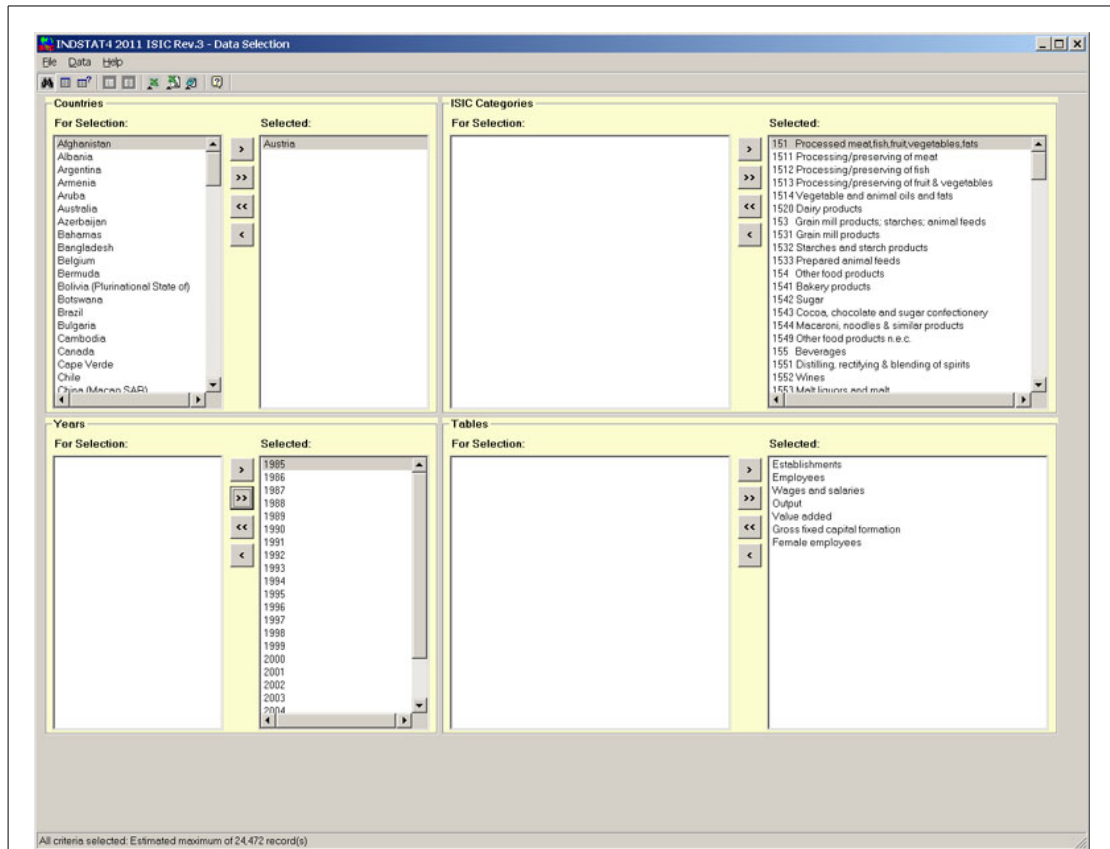 INDSTAT4 2011 ISIC Rev.3 - Data Selection
File Data Help
Countries
For Selection:
Selected:
Afghanistan
Albania
Argentina
Armenia
Aruba
Australia
Azerbaijan
Bahamas
Bangladesh
Belgium
Bermuda
Bolivia (Plurinational State of)
Botswana
Brazil
Bulgaria
Cambodia
Canada
Cape Verde
Chile
China (Macao SAR)
>
>>
<<
<
Austria
ISIC Categories
For Selection:
Selected:
>
>>
<<
<
151 Processed meat,fish,fruit,vegetables,fats
1511 Processing/preserving of meat
1512 Processing/preserving of fish
1513 Processing/preserving of fruit & vegetables
1514 Vegetable and animal oils and fats
1520 Dairy products
153 Grain mill products; starches; animal feeds
1531 Grain mill products
1532 Starches and starch products
1533 Prepared animal feeds
154 Other food products
1541 Bakery products
1542 Sugar
1543 Cocoa, chocolate and sugar confectionery
1544 Macaroni, noodles & similar products
1549 Other food products n.e.c.
155 Beverages
1551 Distilling, rectifying & blending of spirits
1552 Wines
1553 Malt liquors and malt
Years
For Selection:
Selected:
>
>>
<<
<
1985
1986
1987
1988
1989
1990
1991
1992
1993
1994
1995
1996
1997
1998
1999
2000
2001
2002
2003
2004
Tables
For Selection:
Selected:
>
>>
<<
<
Establishments
Employees
Wages and salaries
Output
Value added
Gross fixed capital formation
Female employees
All criteria selected: Estimated maximum of 24,472 record(s)